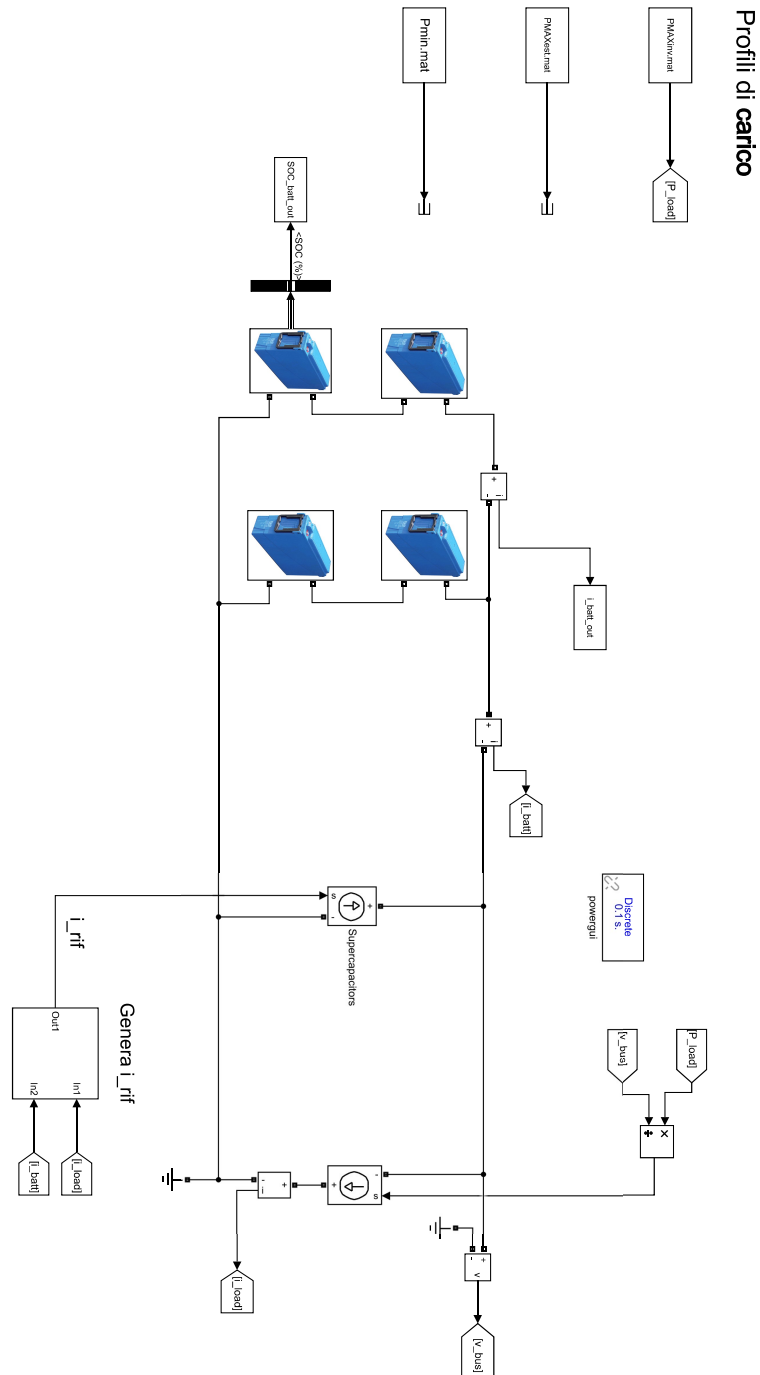 Profili di carico
PMAXinv.mat
[P_load]
PMAXest.mat
Pmin.mat
SOC_batt_out
<SOC (%)>
+
i
-
i_batt_out
+
i
-
[i_batt]
Discrete
0.1 s.
powergui
[P_load]
[v_bus]
×
÷
s
+
-
Supercapacitors
i_rif
Genera i_rif
Out1
In1
In2
[i_load]
[i_batt]
-
s
+
+
i
-
[i_load]
+
v
-
[v_bus]